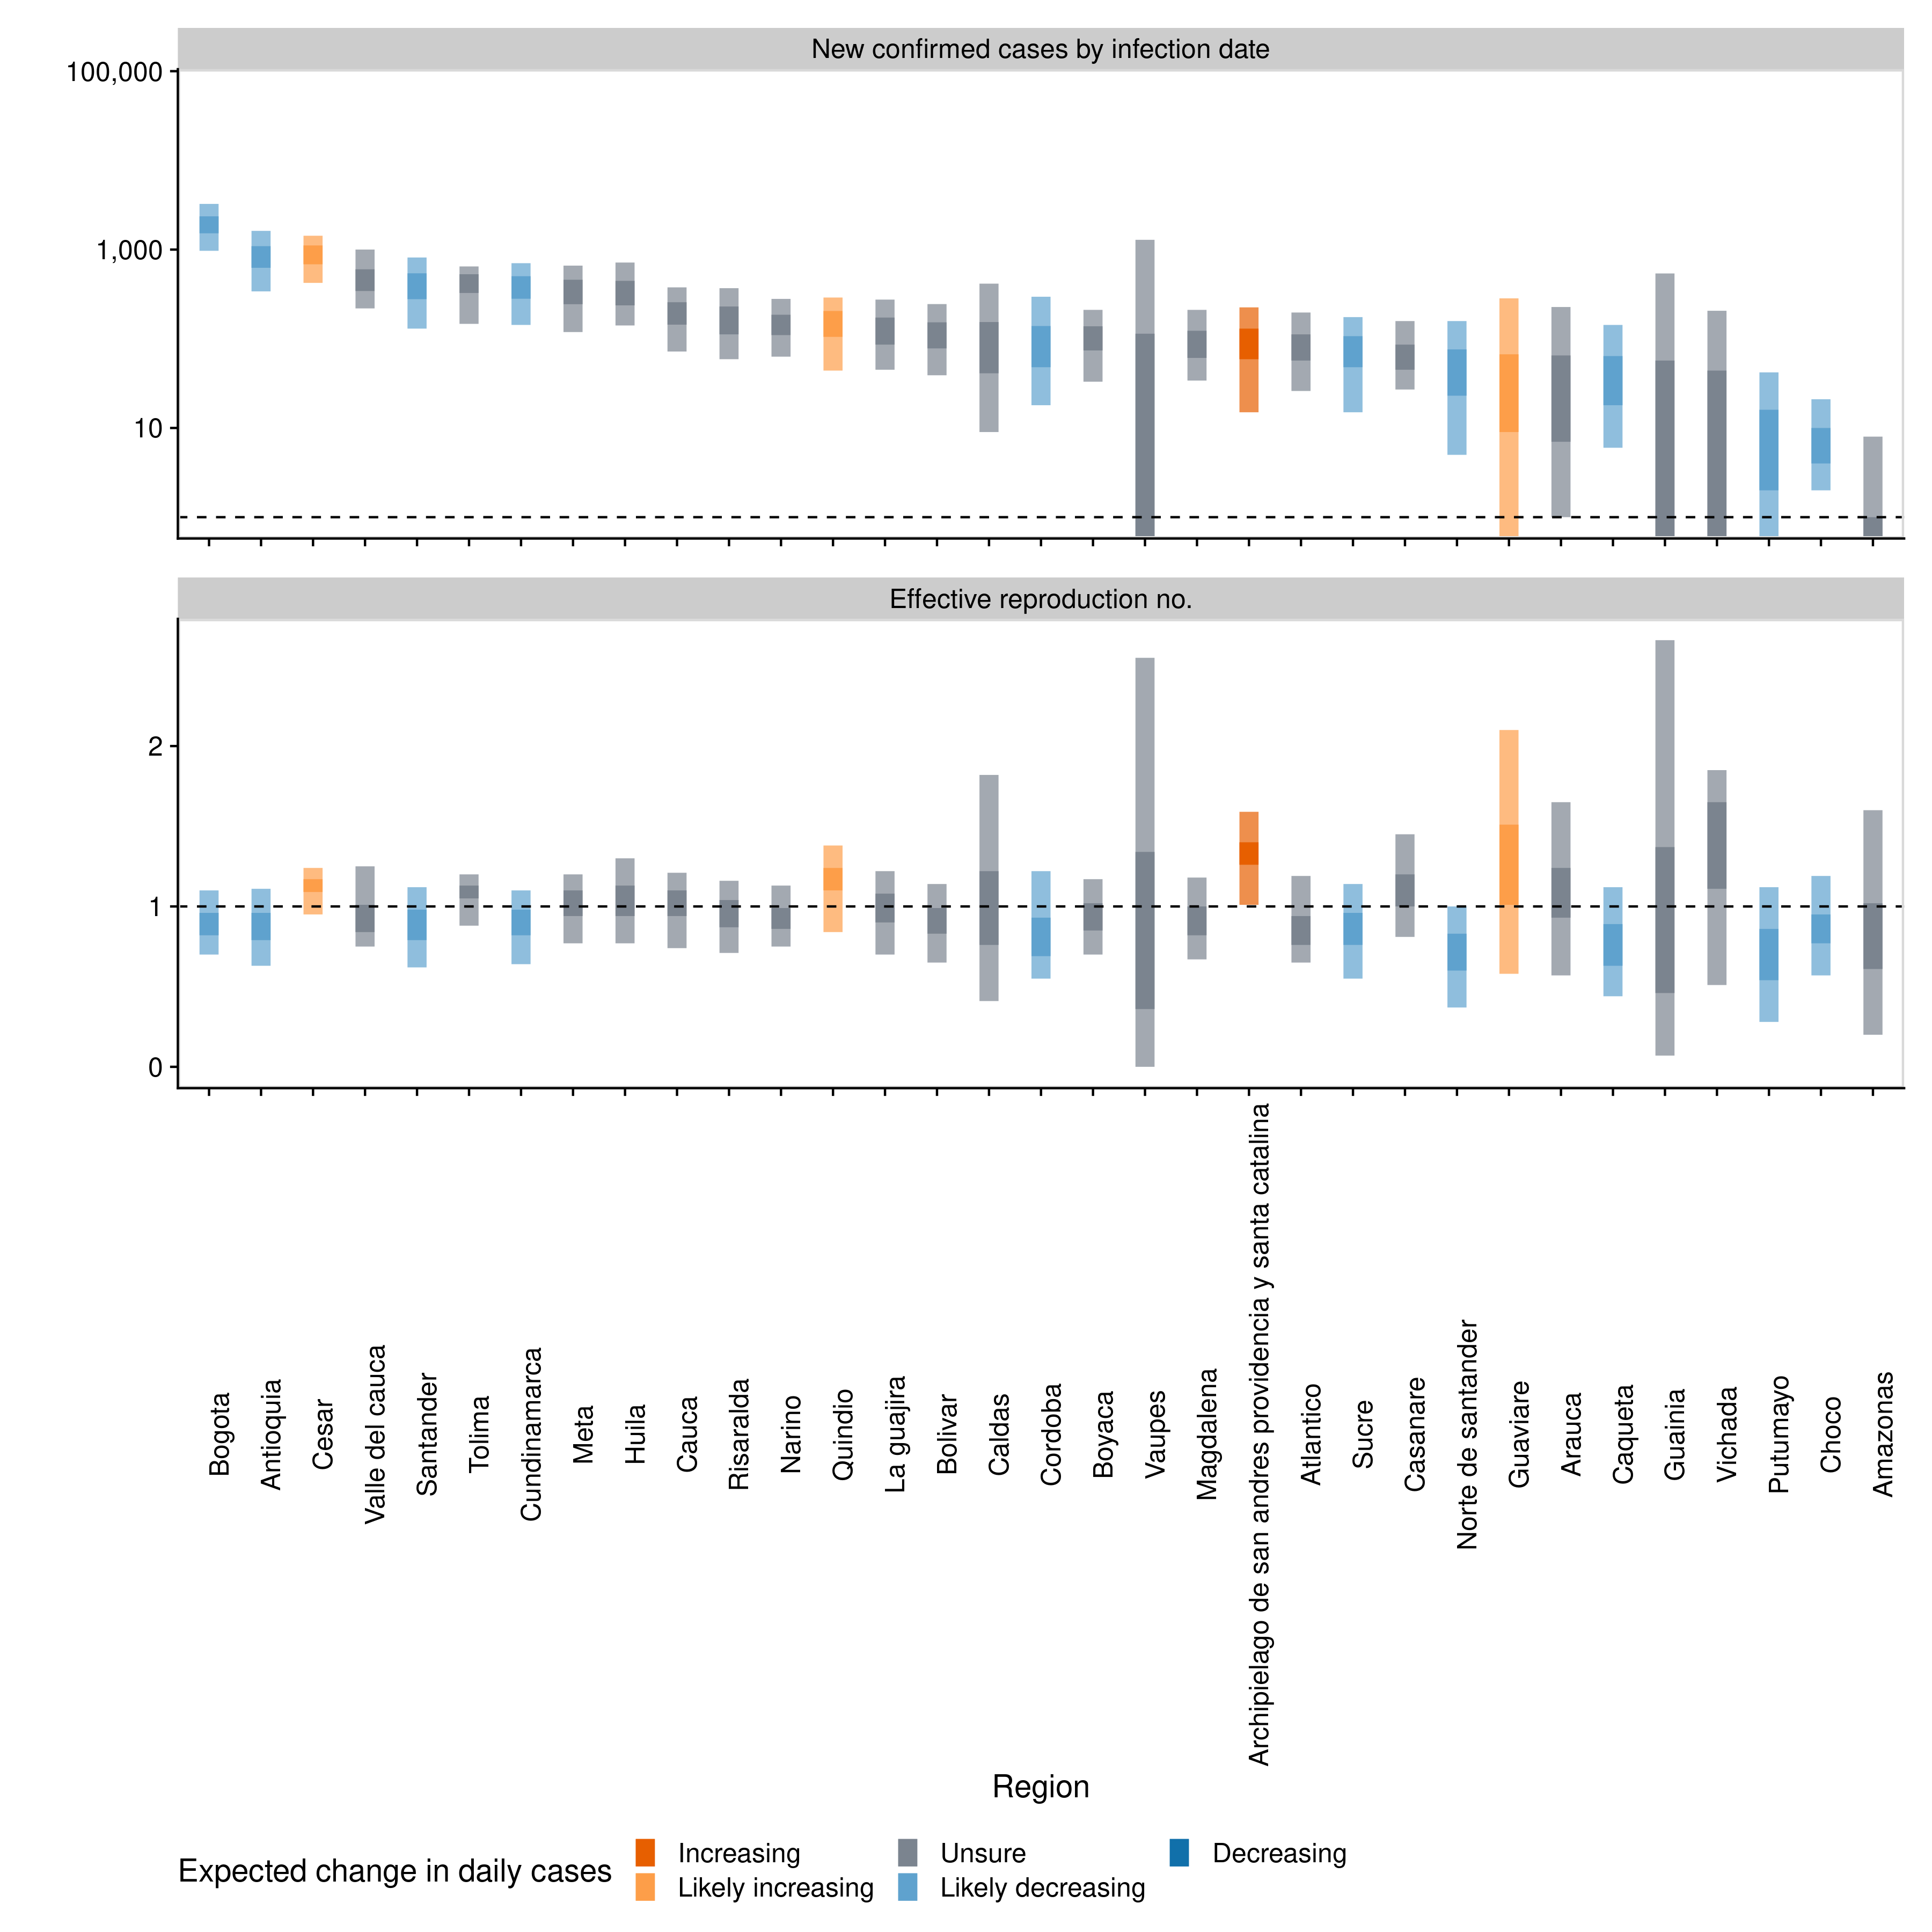 New confirmed cases by infection date
100,000
1,000
10
Effective reproduction no.
2
1
0
Bogota
Antioquia
Cesar
Valle del cauca
Santander
Tolima
Cundinamarca
Meta
Huila
Cauca
Risaralda
Narino
Quindio
La guajira
Bolivar
Caldas
Cordoba
Boyaca
Vaupes
Magdalena
Archipielago de san andres providencia y santa catalina
Atlantico
Sucre
Casanare
Norte de santander
Guaviare
Arauca
Caqueta
Guainia
Vichada
Putumayo
Choco
Amazonas
Region
Expected change in daily cases
Increasing
Unsure
Decreasing
Likely increasing
Likely decreasing